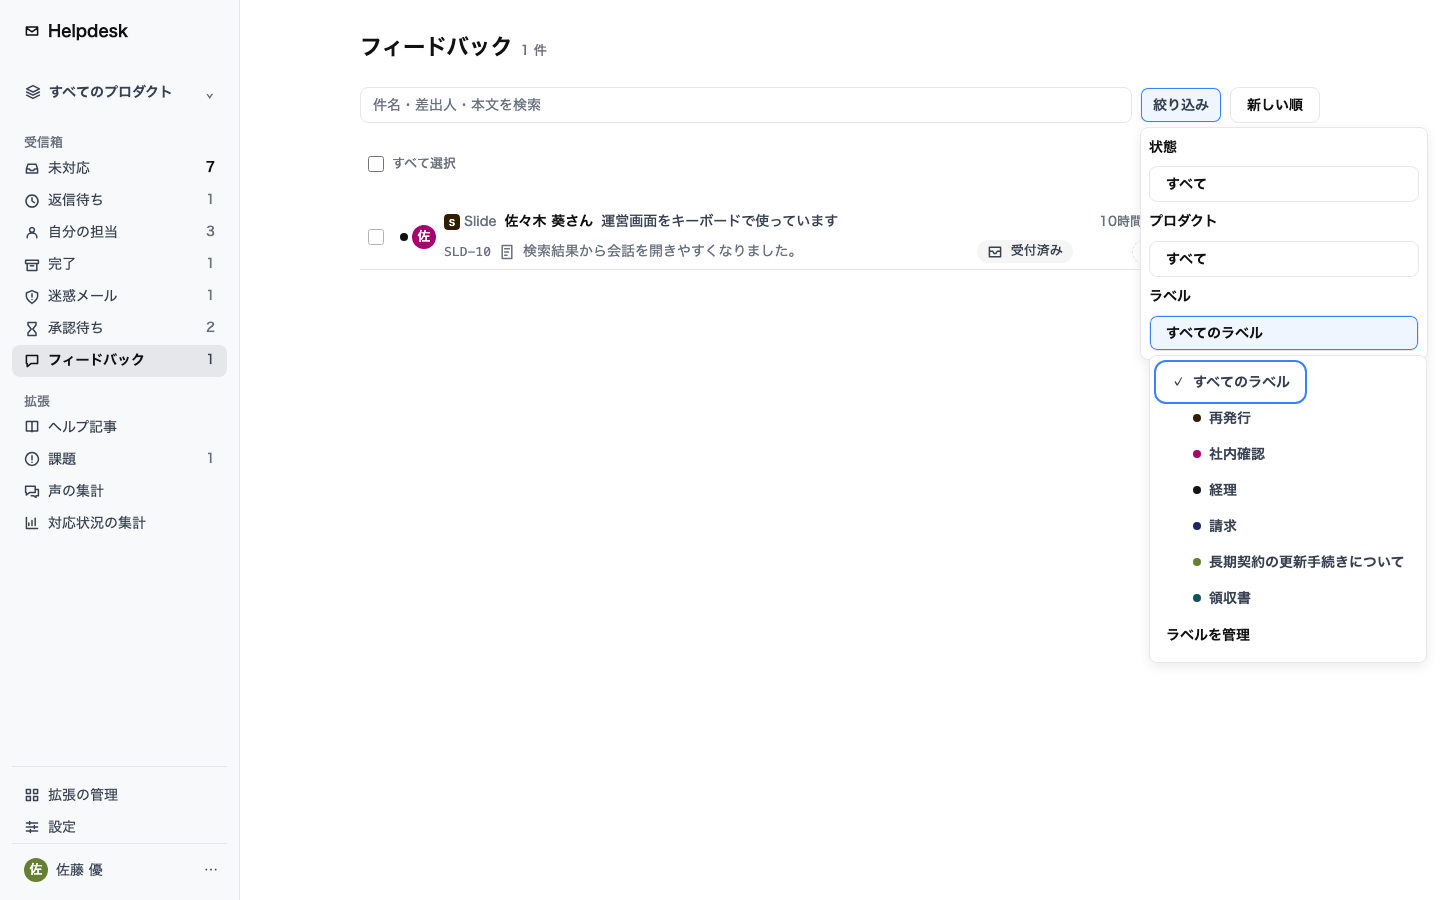 Helpdesk
すべてのプロダクト
受信箱
未対応 7
返信待ち 1
自分の担当 3
完了 1
迷惑メール 1
承認待ち 2
フィードバック 1
拡張
ヘルプ記事
課題 1
声の集計
対応状況の集計
拡張の管理
設定
佐 佐藤 優 …
フィードバック 1 件
件名・差出人・本文を検索
絞り込み
新しい順
すべて選択
S Slide 佐々木 葵さん 運営画面をキーボードで使っています 10時間
佐
SLD-10 検索結果から会話を開きやすくなりました。 受付済み
状態
すべて
プロダクト
すべて
ラベル
すべてのラベル
✓ すべてのラベル
再発行
社内確認
経理
請求
長期契約の更新手続きについて
領収書
ラベルを管理